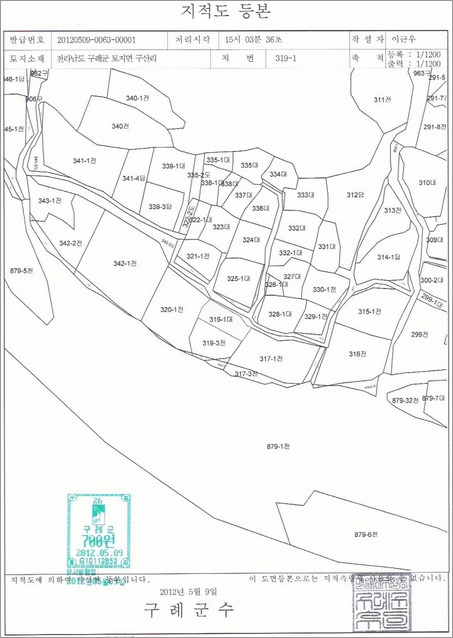 지적도 등본
발급번호 20120509-0063-00001 처리시각 15시 03분 36초 작성자 이근우
토지소재 전라남도 구례군 토지면 구산리 지번 319-1 축척 등록 : 1/1200
출력 : 1/1200
346-1답 962구 963구 291-5
906구 340-1전 311전 291-7
340전 291-8전
45-1전
341-1전 339-1대 335-1대 335대 334대
341-4답 335-2도 338-1대 338대 310대
337대 333대 312답
343-1전 339-3답 322-1대 336대 313전
323대
342-2전 324대 332대 331대 309대
321-1전 332-1대 314-1답
879-5전 342-1전 325-1대 327대 300-2대
326-1대 330-1전 299-1대
320-1전 328-1대 329-1전 315-1전
319-1대 299전
319-3전 316전
317-1전
317-3전
879-32전 879-7대
879-1전
879-6전
26
구례군
700원
2012.05.09
G10112652
지적도에 의하여 작성한 등본입니다. 이 도면등본으로는 지적측량에 사용할 수 없습니다.
2012년 5월 9일
구례군수